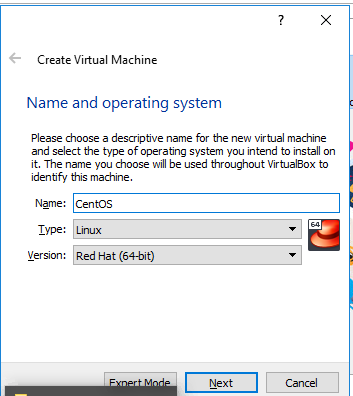 ?
Create Virtual Machine
Name and operating system
Please choose a descriptive name for the new virtual machine
and select the type of operating system you intend to install on
it. The name you choose will be used throughout VirtualBox to
identify this machine.
Name: CentOS
Type: Linux
64
Version: Red Hat (64-bit)
Expert Mode Next Cancel